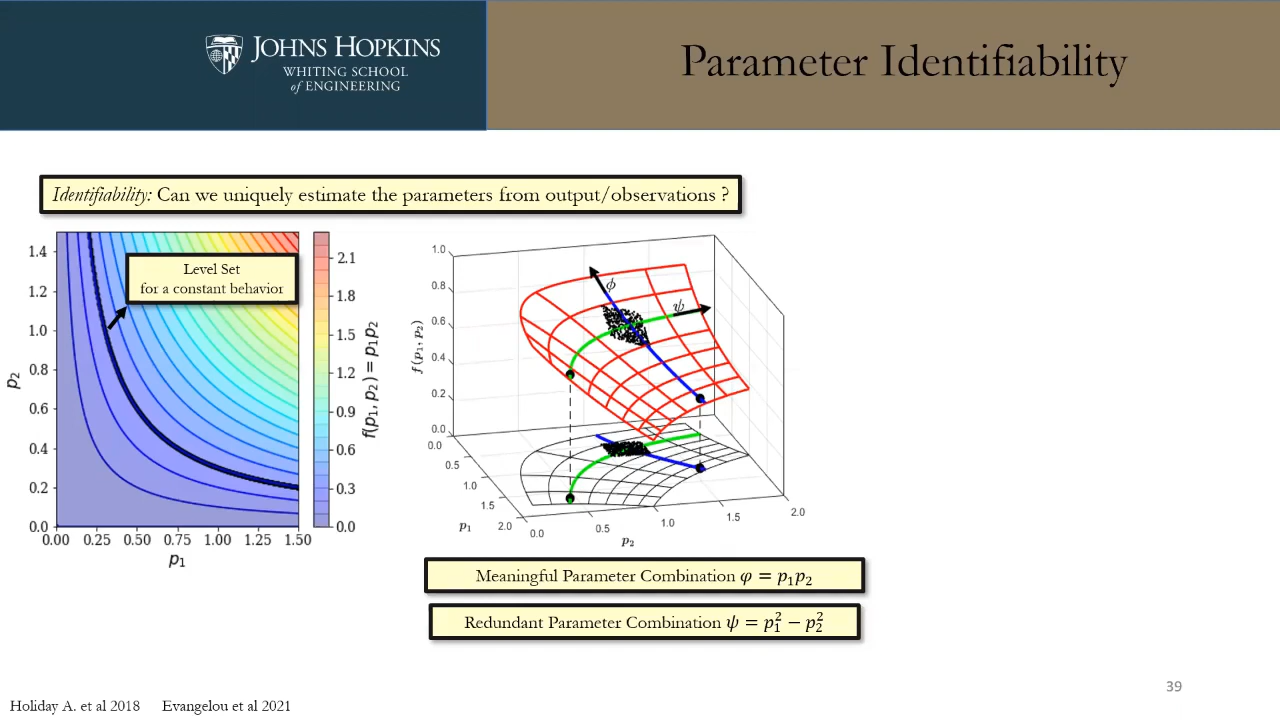 JOHNS HOPKINS
WHITING SCHOOL
of ENGINEERING
Parameter Identifiability
Identifiability: Can we uniquely estimate the parameters from output/observations ?
Level Set
for a constant behavior
1.4
1.2
1.0
0.8
0.6
0.4
0.2
0.0
p₂
0.00 0.25 0.50 0.75 1.00 1.25 1.50
p₁
2.1
1.8
1.5
1.2
0.9
0.6
0.3
0.0
f(p₁, p₂) = p₁p₂
1.0
0.8
0.6
0.4
0.2
0.0
f(p₁, p₂)
ϕ
ψ
0.0
0.5
1.0
1.5
2.0
p₁
0.0
0.5
1.0
1.5
2.0
p₂
Meaningful Parameter Combination φ = p₁p₂
Redundant Parameter Combination ψ = p₁² − p₂²
39
Holiday A. et al 2018 Evangelou et al 2021